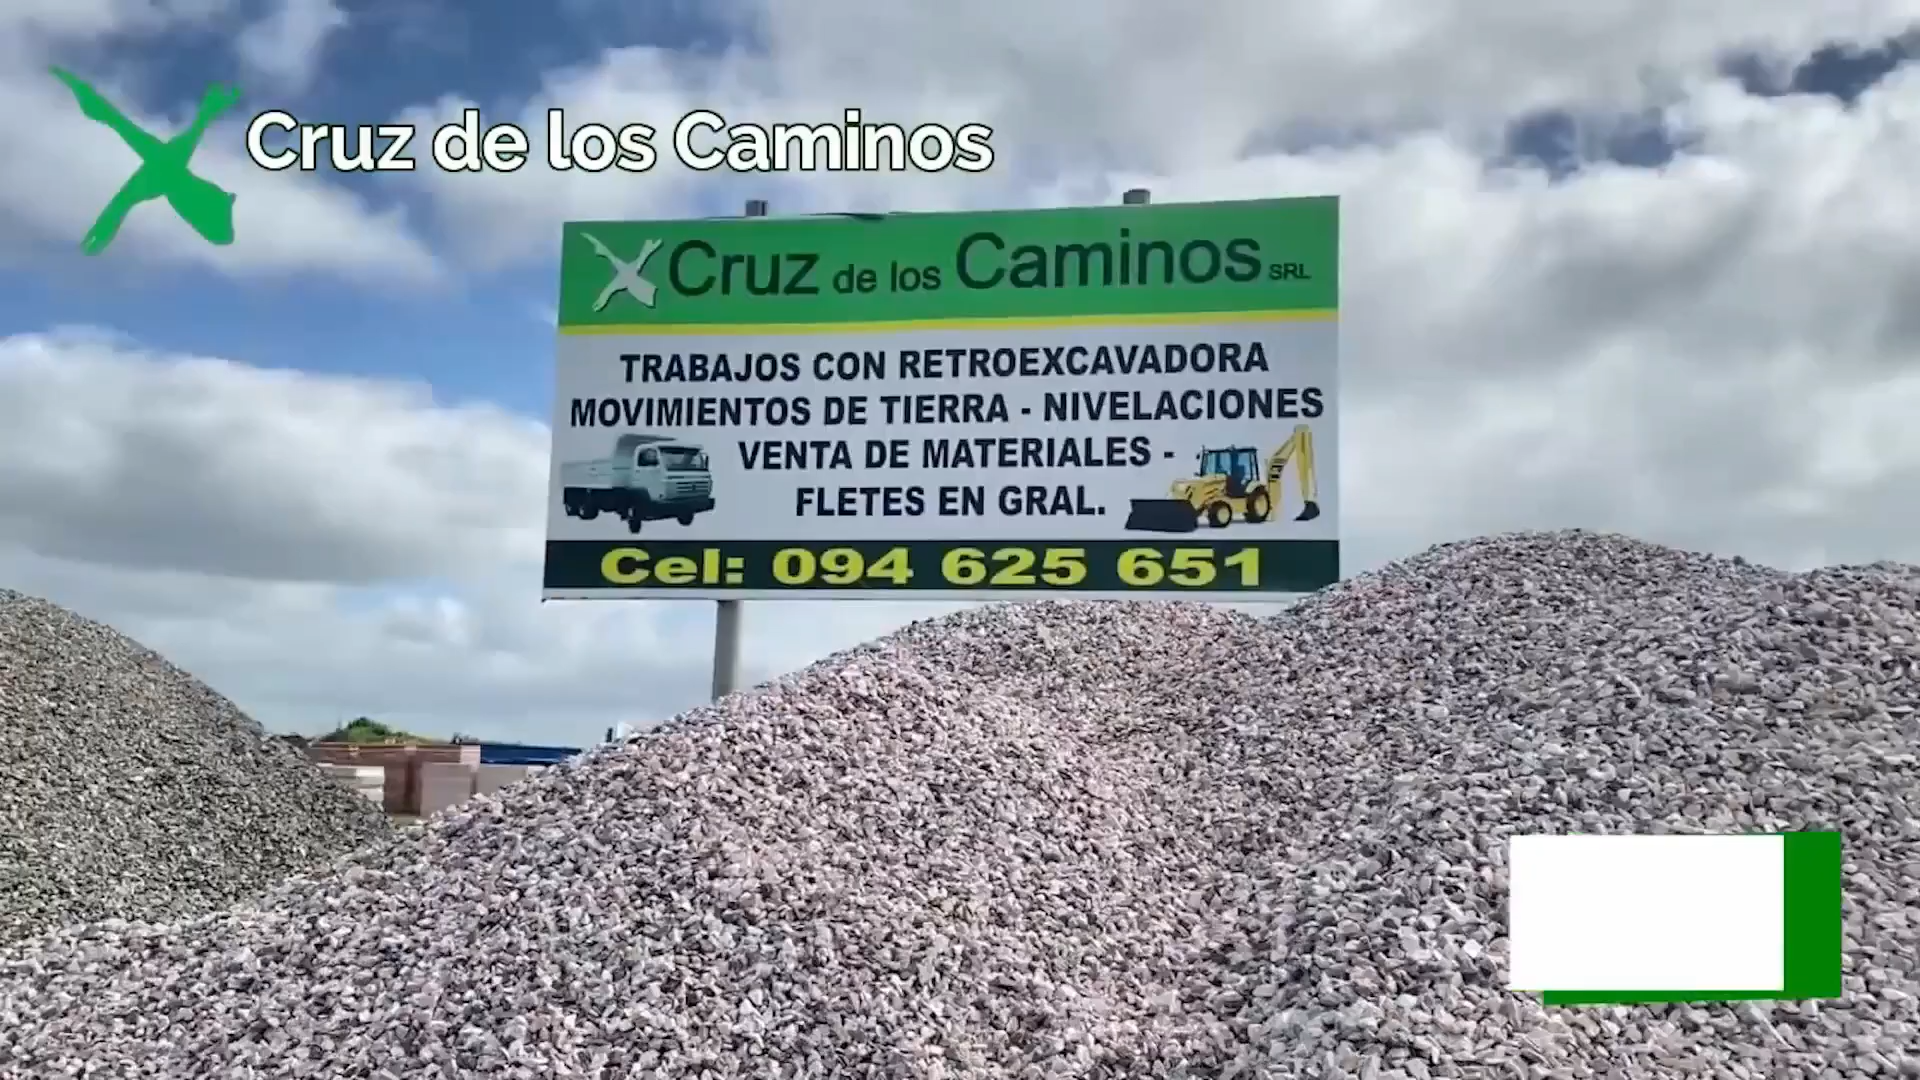 Cruz de los Caminos
Cruz de los Caminos SRL
TRABAJOS CON RETROEXCAVADORA
MOVIMIENTOS DE TIERRA - NIVELACIONES
VENTA DE MATERIALES -
FLETES EN GRAL.
Cel: 094 625 651